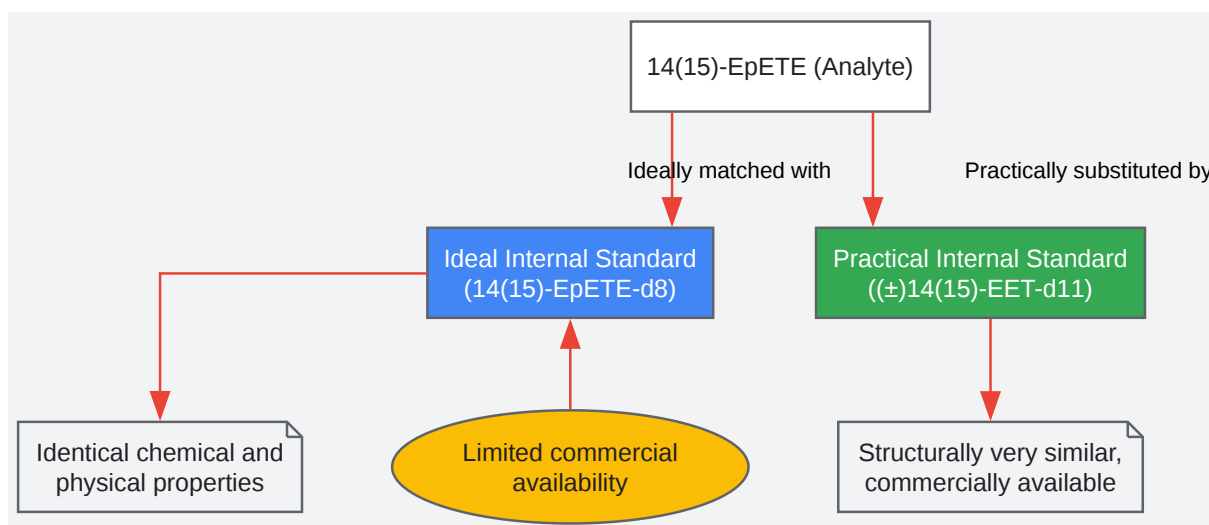 14(15)-EpETE (Analyte)
Ideally matched with
Practically substituted by
Ideal Internal Standard
(14(15)-EpETE-d8)
Practical Internal Standard
((±)14(15)-EET-d11)
Identical chemical and
physical properties
Limited commercial
availability
Structurally very similar,
commercially available